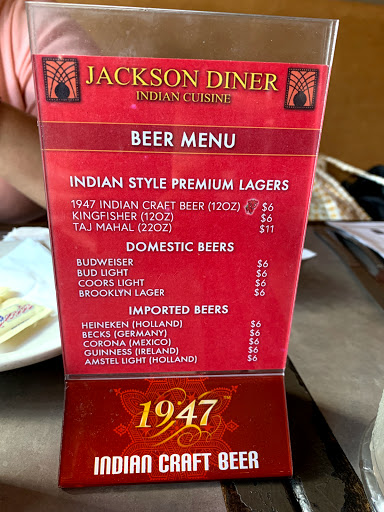 JACKSON DINER
INDIAN CUISINE
BEER MENU
INDIAN STYLE PREMIUM LAGERS
1947 INDIAN CRAFT BEER (12OZ) $6
KINGFISHER (12OZ) $6
TAJ MAHAL (22OZ) $11
DOMESTIC BEERS
BUDWEISER $6
BUD LIGHT $6
COORS LIGHT $6
BROOKLYN LAGER $6
IMPORTED BEERS
HEINEKEN (HOLLAND) $6
BECKS (GERMANY) $6
CORONA (MEXICO) $6
GUINNESS (IRELAND) $6
AMSTEL LIGHT (HOLLAND) $6
1947™
INDIAN CRAFT BEER